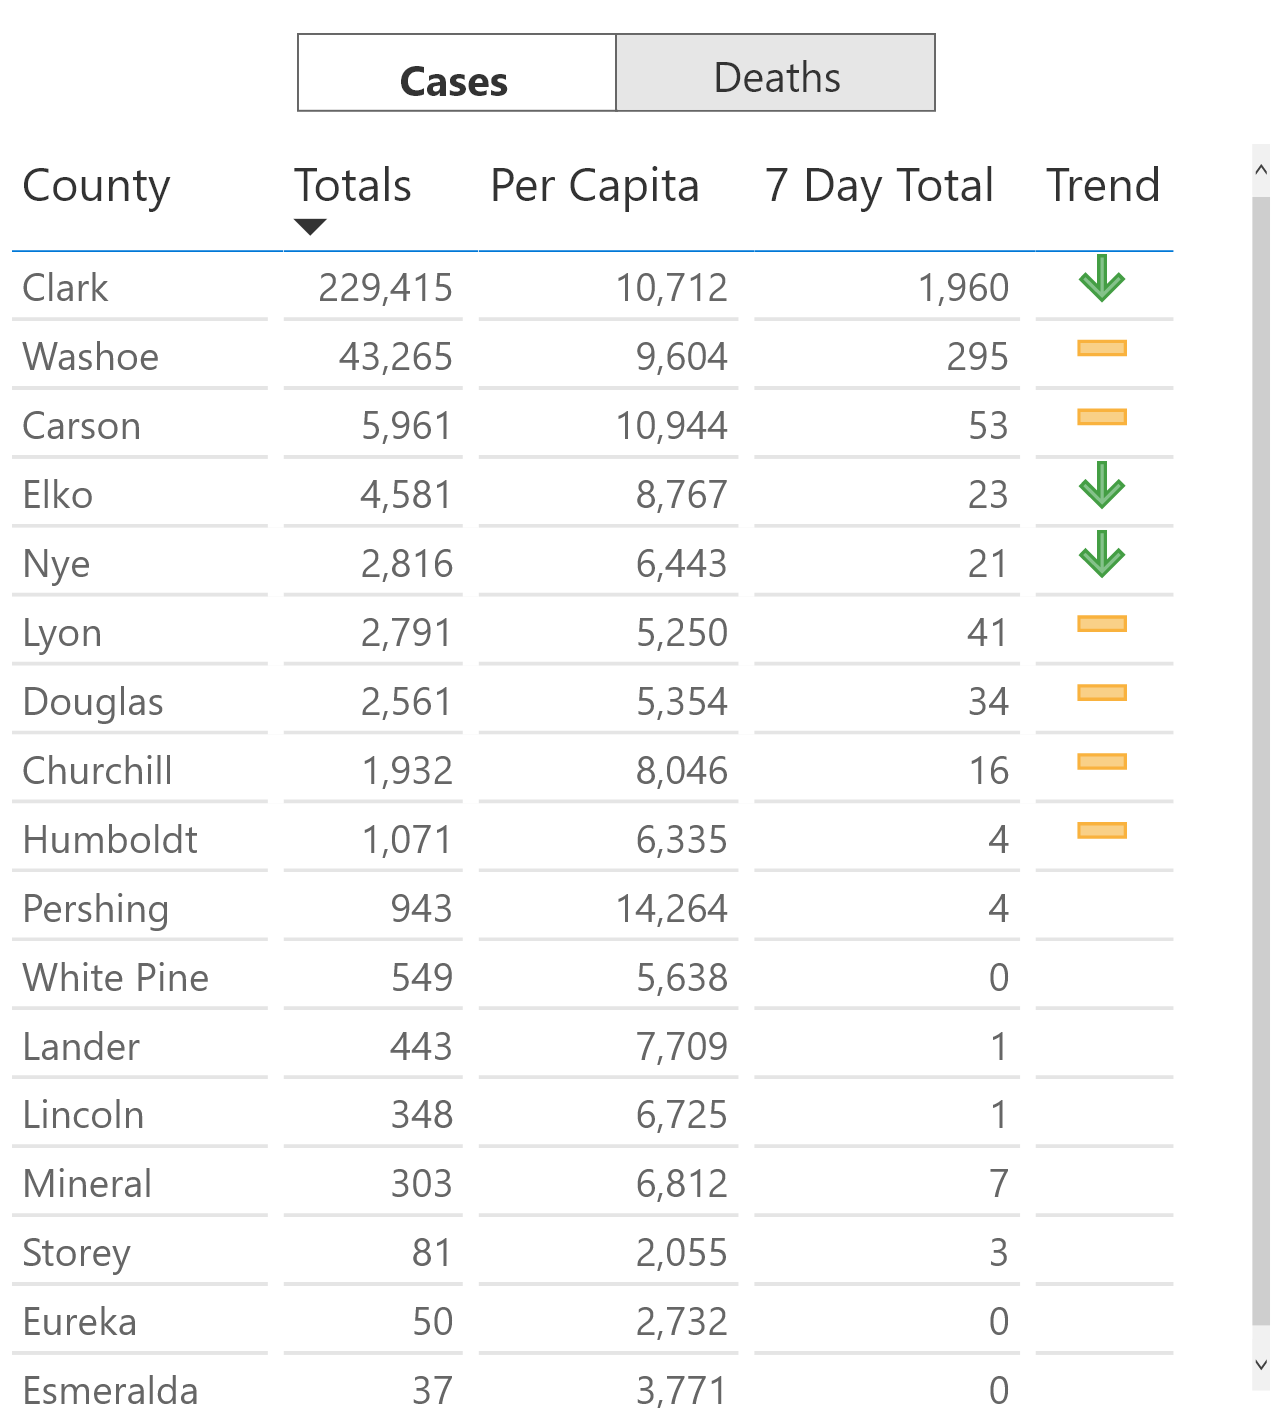 Cases Deaths
County Totals Per Capita 7 Day Total Trend
Clark 229,415 10,712 1,960
Washoe 43,265 9,604 295
Carson 5,961 10,944 53
Elko 4,581 8,767 23
Nye 2,816 6,443 21
Lyon 2,791 5,250 41
Douglas 2,561 5,354 34
Churchill 1,932 8,046 16
Humboldt 1,071 6,335 4
Pershing 943 14,264 4
White Pine 549 5,638 0
Lander 443 7,709 1
Lincoln 348 6,725 1
Mineral 303 6,812 7
Storey 81 2,055 3
Eureka 50 2,732 0
Esmeralda 37 3,771 0